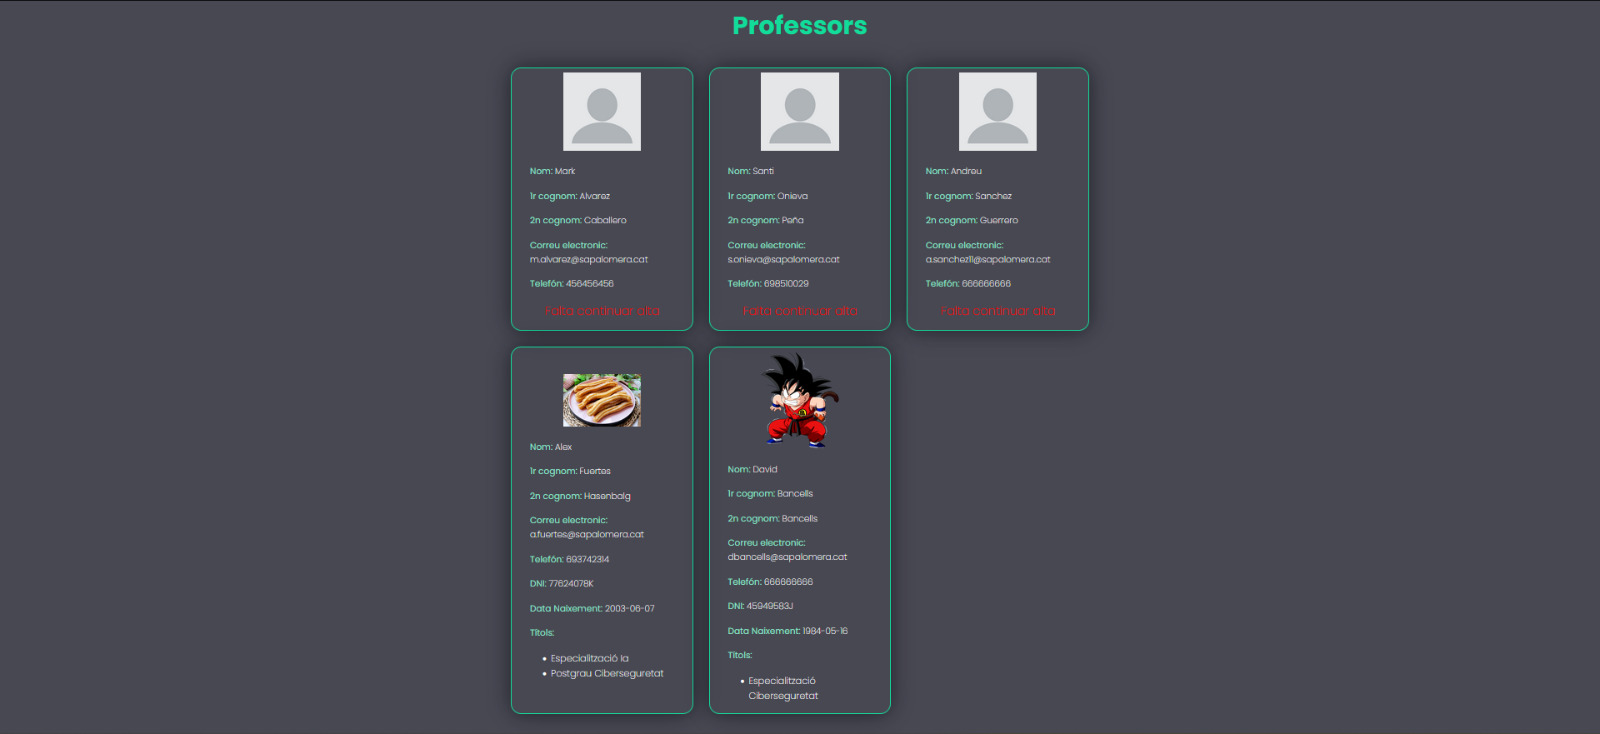 Professors
Nom: Mark
1r cognom: Alvarez
2n cognom: Caballero
Correu electronic:
m.alvarez@sapalomera.cat
Telefón: 456456456
Falta continuar alta
Nom: Santi
1r cognom: Onieva
2n cognom: Peña
Correu electronic:
s.onieva@sapalomera.cat
Telefón: 698510029
Falta continuar alta
Nom: Andreu
1r cognom: Sanchez
2n cognom: Guerrero
Correu electronic:
a.sanchez11@sapalomera.cat
Telefón: 666666666
Falta continuar alta
Nom: Alex
1r cognom: Fuertes
2n cognom: Hasenbalg
Correu electronic:
a.fuertes@sapalomera.cat
Telefón: 693742314
DNI: 77624078K
Data Naixement: 2003-06-07
Títols:
• Especialització Ia
• Postgrau Ciberseguretat
Nom: David
1r cognom: Bancells
2n cognom: Bancells
Correu electronic:
dbancells@sapalomera.cat
Telefón: 666666666
DNI: 45949583J
Data Naixement: 1984-05-16
Títols:
• Especialització
Ciberseguretat